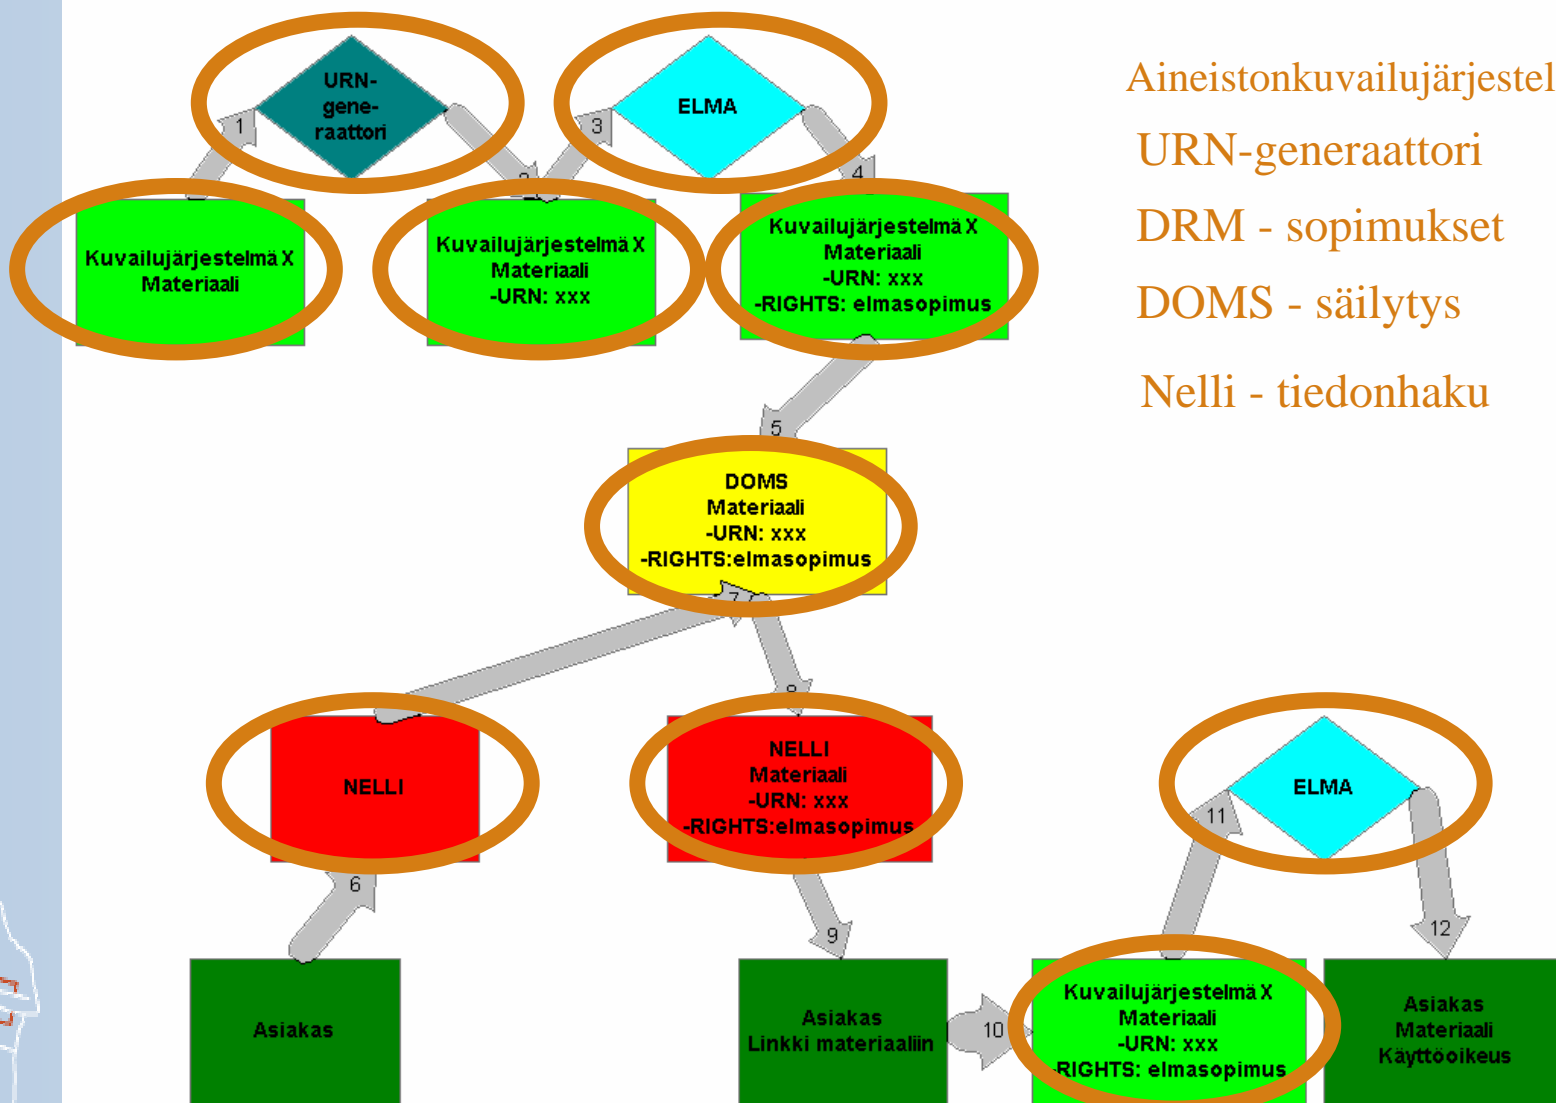 URN-
gene-
raattori
ELMA
1
2
3
4
Kuvailujärjestelmä X
Materiaali
Kuvailujärjestelmä X
Materiaali
-URN: xxx
Kuvailujärjestelmä X
Materiaali
-URN: xxx
-RIGHTS: elmasopimus
Aineistonkuvailujärjestel
URN-generaattori
DRM - sopimukset
DOMS - säilytys
Nelli - tiedonhaku
5
DOMS
Materiaali
-URN: xxx
-RIGHTS:elmasopimus
7
8
NELLI
NELLI
Materiaali
-URN: xxx
-RIGHTS:elmasopimus
ELMA
11
6
9
12
Asiakas
Asiakas
Linkki materiaaliin
10
Kuvailujärjestelmä X
Materiaali
-URN: xxx
-RIGHTS: elmasopimus
Asiakas
Materiaali
Käyttöoikeus